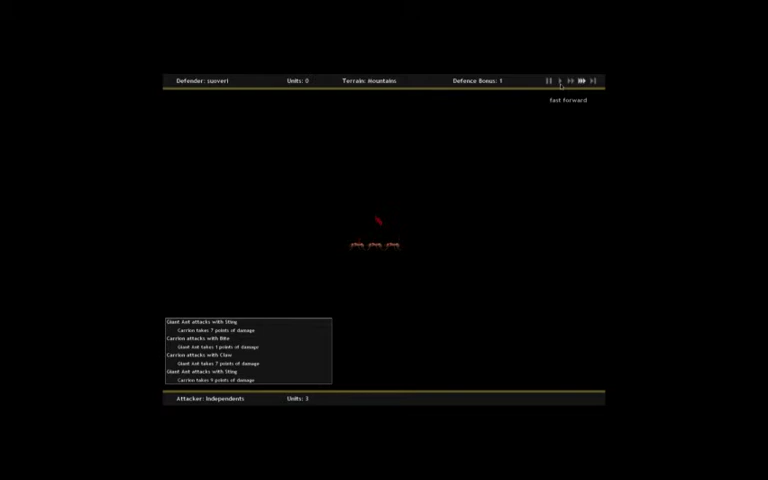 Defender: suoveri Units: 0 Terrain: Mountains Defence Bonus: 1
fast forward
Giant Ant attacks with Sting
Carrion takes 7 points of damage
Carrion attacks with Bite
Giant Ant takes 1 points of damage
Carrion attacks with Claw
Giant Ant takes 7 points of damage
Giant Ant attacks with Sting
Carrion takes 9 points of damage
Attacker: Independents Units: 3